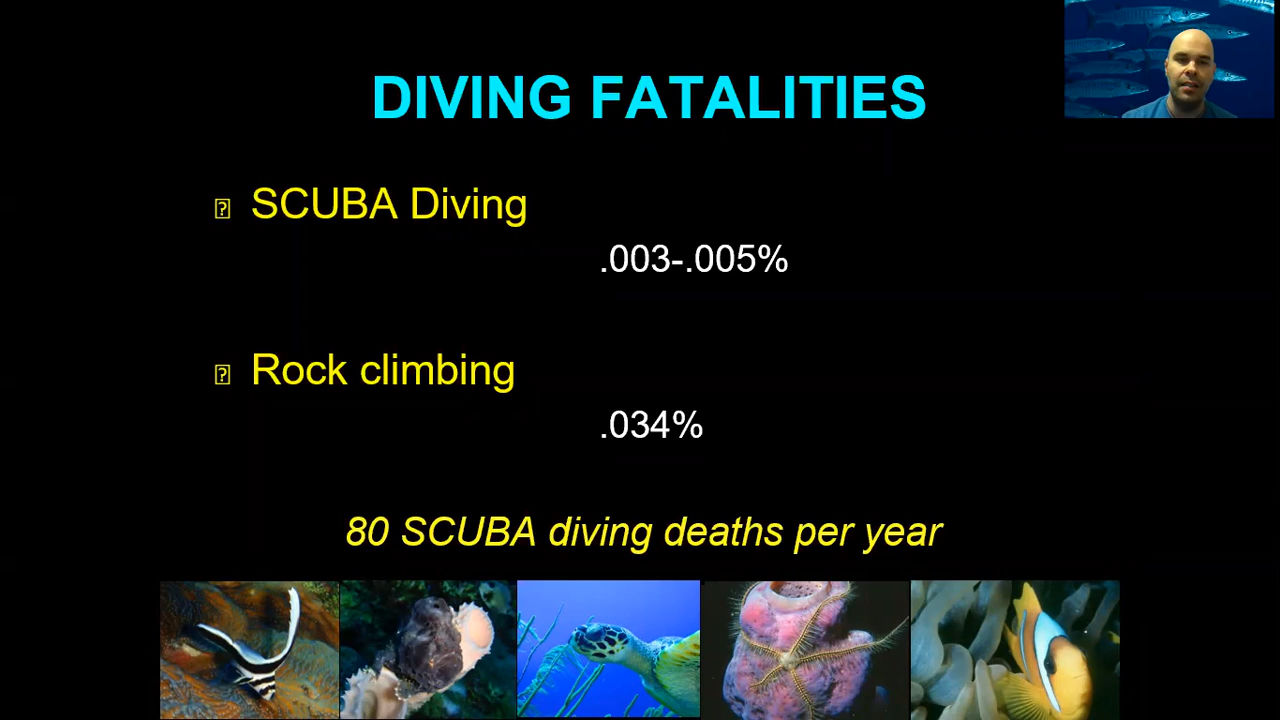 DIVING FATALITIES
SCUBA Diving
.003-.005%
Rock climbing
.034%
80 SCUBA diving deaths per year